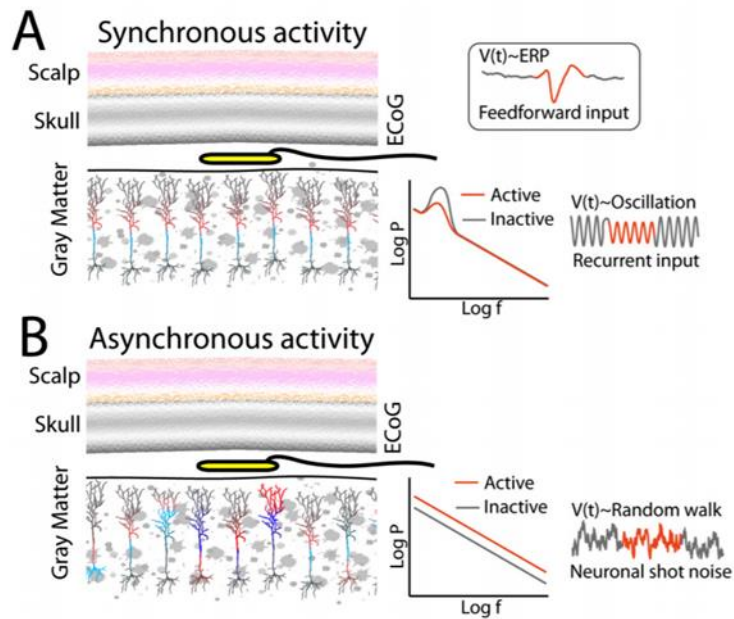 A
Synchronous activity
Scalp
Skull
Gray Matter
ECoG
V(t)~ERP
Feedforward input
Active
Inactive
Log P
Log f
V(t)~Oscillation
Recurrent input
B
Asynchronous activity
Scalp
Skull
Gray Matter
ECoG
Active
Inactive
Log P
Log f
V(t)~Random walk
Neuronal shot noise